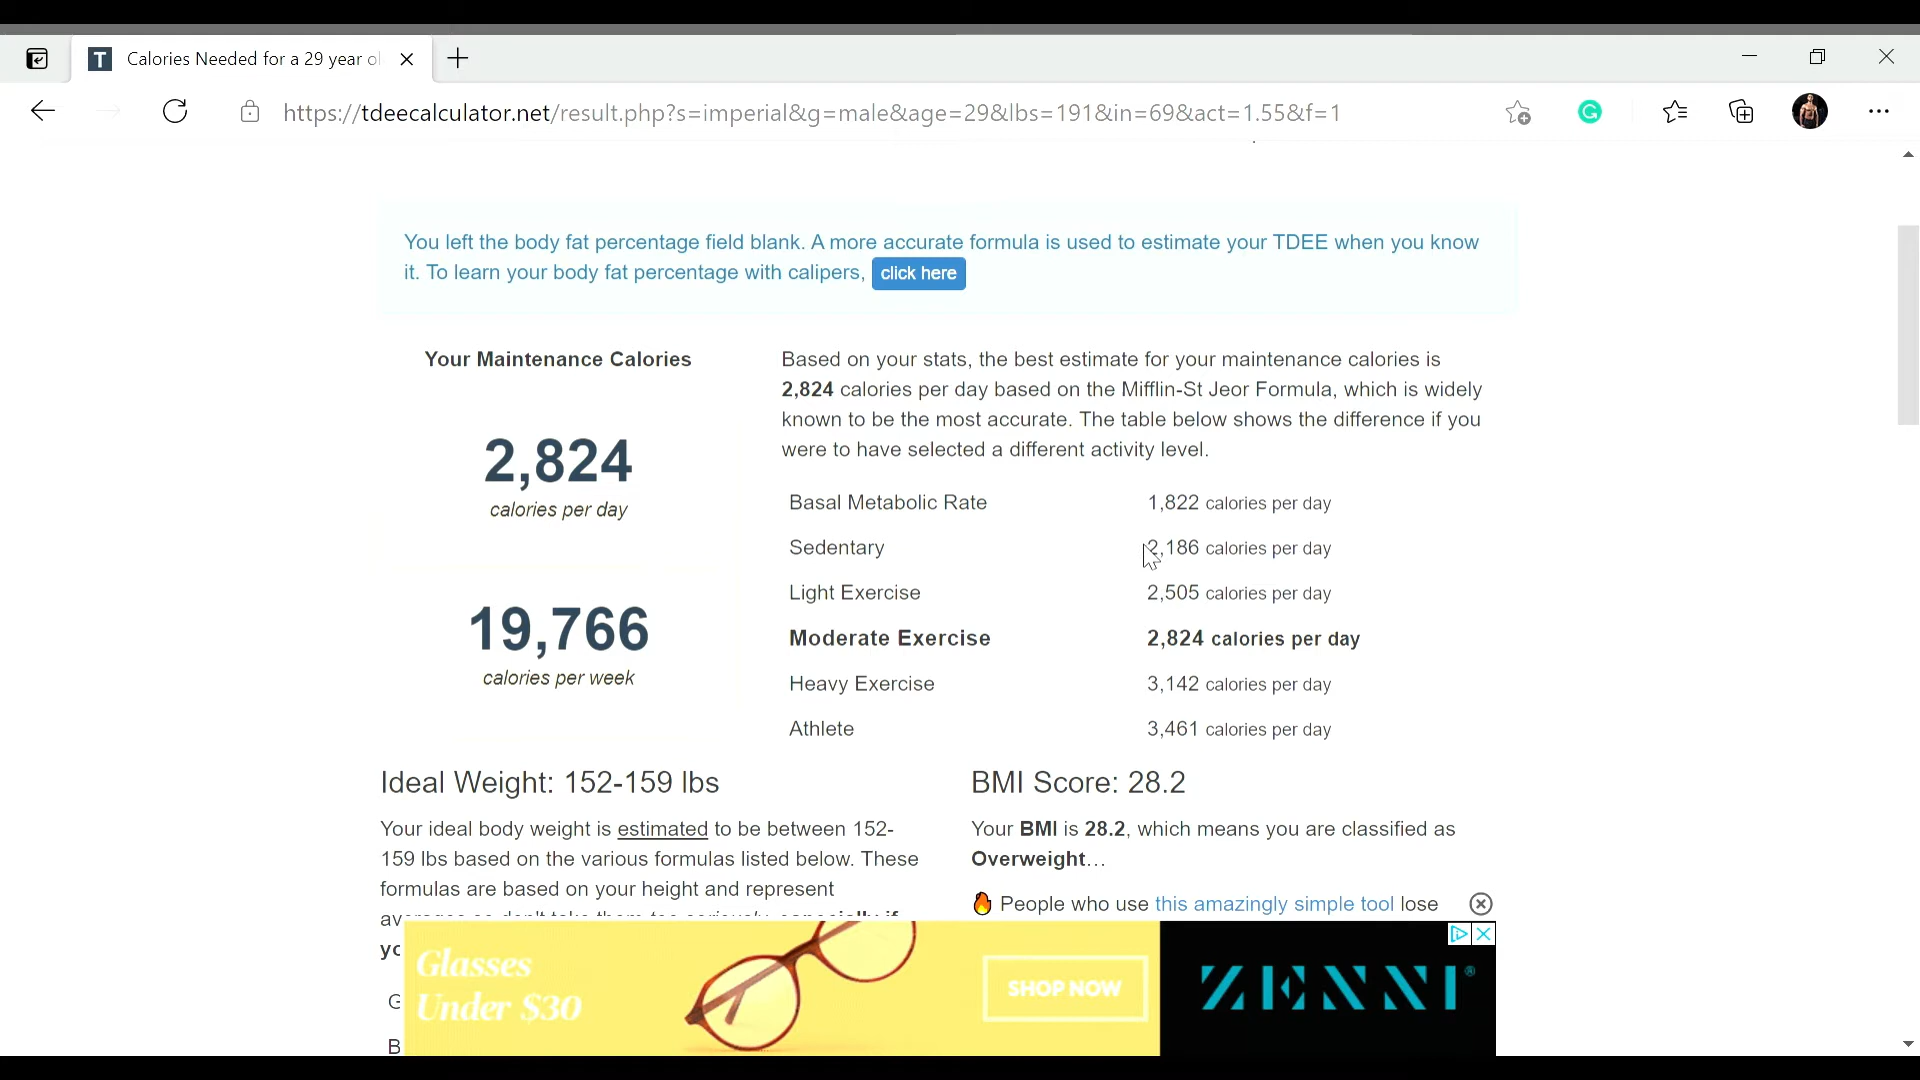 T Calories Needed for a 29 year ol
https://tdeecalculator.net/result.php?s=imperial&g=male&age=29&lbs=191&in=69&act=1.55&f=1
G
You left the body fat percentage field blank. A more accurate formula is used to estimate your TDEE when you know
it. To learn your body fat percentage with calipers, click here
Your Maintenance Calories
2,824
calories per day
19,766
calories per week
Based on your stats, the best estimate for your maintenance calories is
2,824 calories per day based on the Mifflin-St Jeor Formula, which is widely
known to be the most accurate. The table below shows the difference if you
were to have selected a different activity level.
Basal Metabolic Rate 1,822 calories per day
Sedentary 2,186 calories per day
Light Exercise 2,505 calories per day
Moderate Exercise 2,824 calories per day
Heavy Exercise 3,142 calories per day
Athlete 3,461 calories per day
Ideal Weight: 152-159 lbs
Your ideal body weight is estimated to be between 152-
159 lbs based on the various formulas listed below. These
formulas are based on your height and represent
BMI Score: 28.2
Your BMI is 28.2, which means you are classified as
Overweight...
People who use this amazingly simple tool lose
Glasses
Under $30
SHOP NOW
ZENNI®